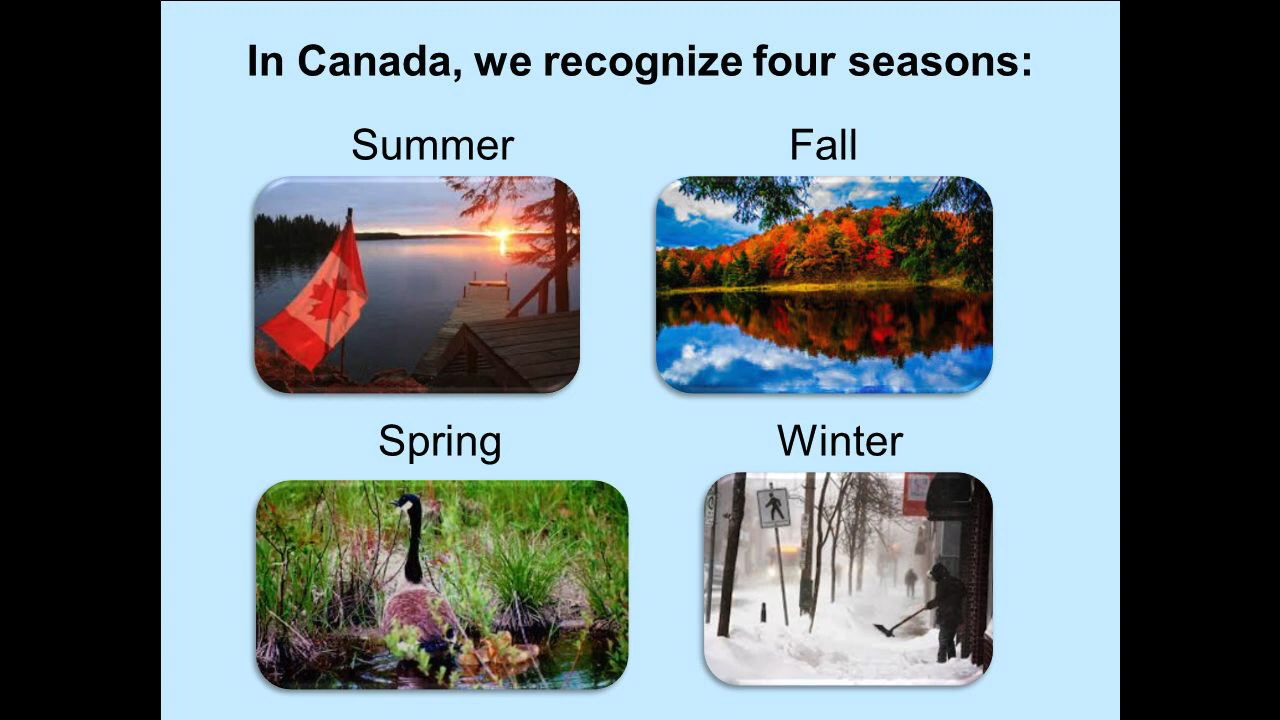 In Canada, we recognize four seasons:
Summer
Fall
Spring
Winter